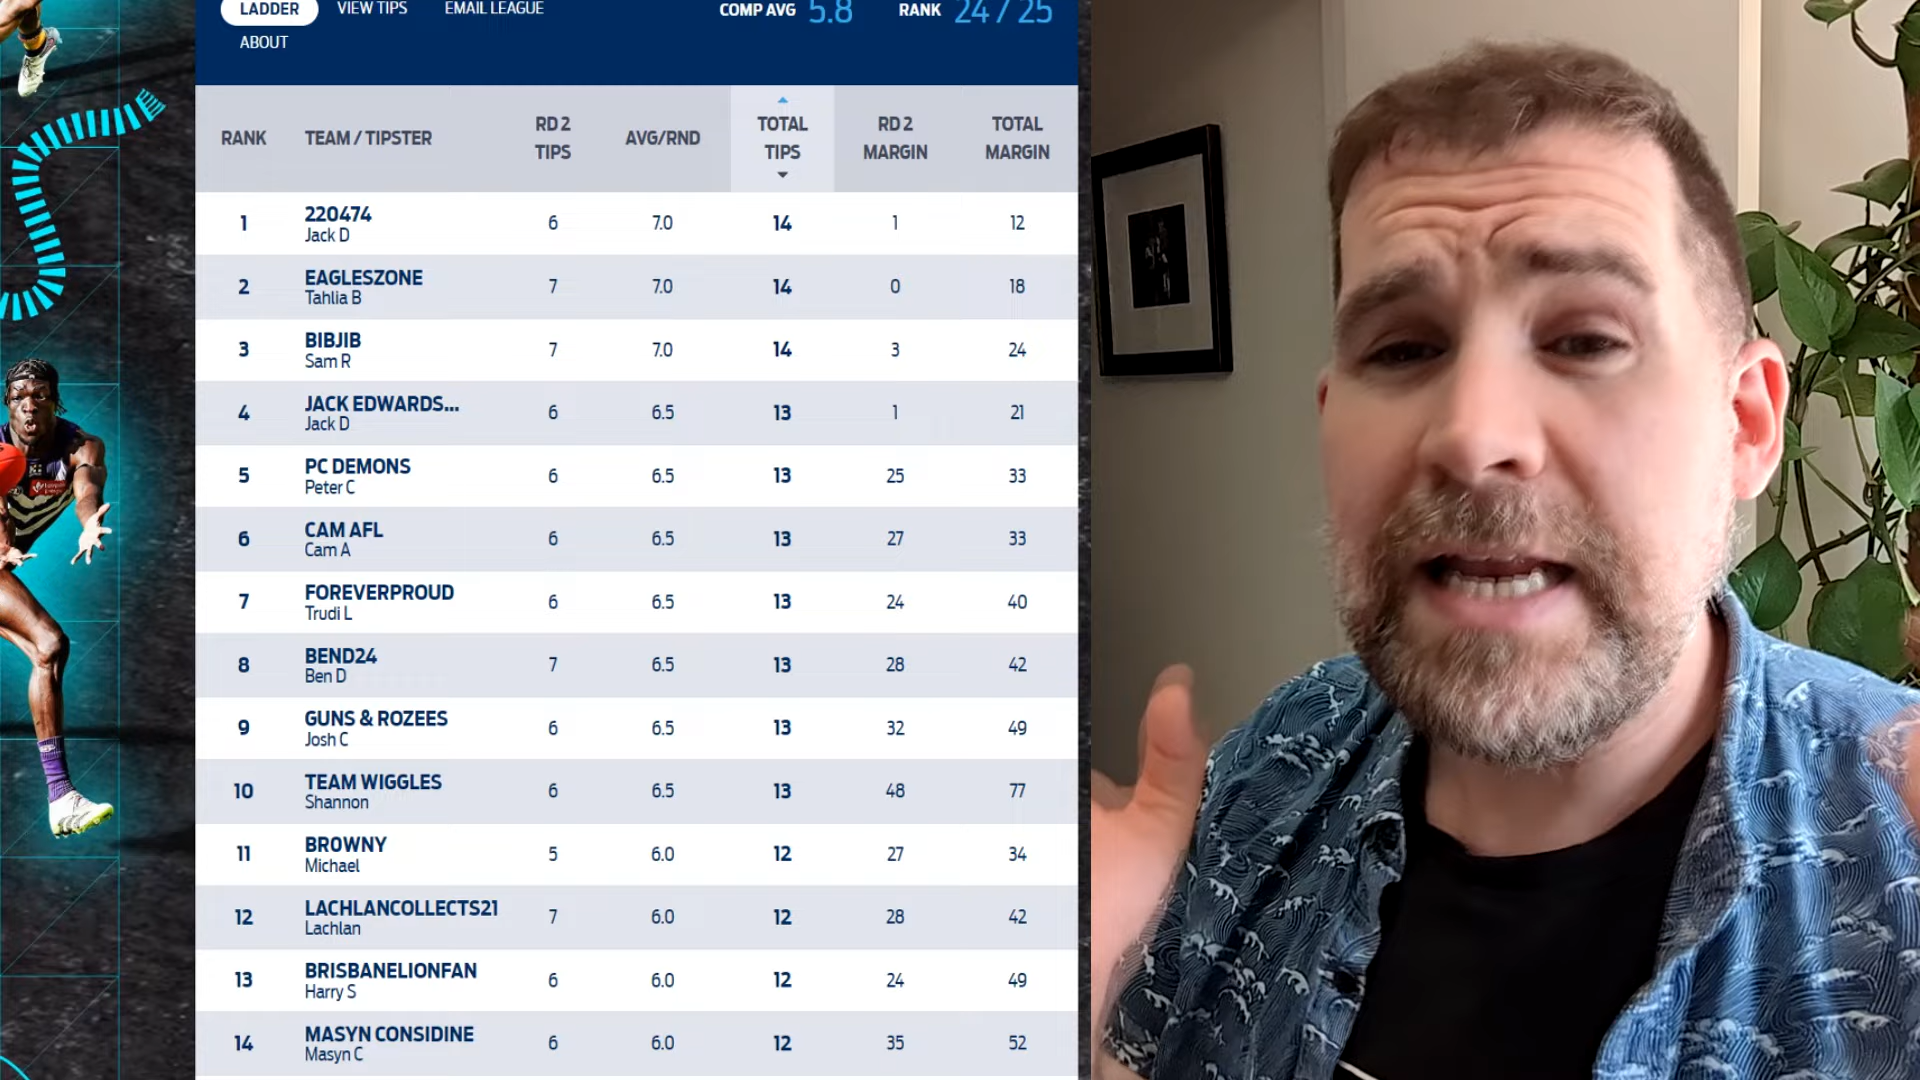 LADDER VIEW TIPS EMAIL LEAGUE COMP AVG 5.8 RANK 24 / 25
ABOUT
RANK TEAM / TIPSTER RD 2 TIPS AVG/RND TOTAL TIPS RD 2 MARGIN TOTAL MARGIN
1 220474 6 7.0 14 1 12
Jack D
2 EAGLESZONE 7 7.0 14 0 18
Tahlia B
3 BIBJIB 7 7.0 14 3 24
Sam R
4 JACK EDWARDS... 6 6.5 13 1 21
Jack D
5 PC DEMONS 6 6.5 13 25 33
Peter C
6 CAM AFL 6 6.5 13 27 33
Cam A
7 FOREVERPROUD 6 6.5 13 24 40
Trudi L
8 BEND24 7 6.5 13 28 42
Ben D
9 GUNS & ROZEES 6 6.5 13 32 49
Josh C
10 TEAM WIGGLES 6 6.5 13 48 77
Shannon
11 BROWNY 5 6.0 12 27 34
Michael
12 LACHLANCOLLECTS21 7 6.0 12 28 42
Lachlan
13 BRISBANELIONFAN 6 6.0 12 24 49
Harry S
14 MASYN CONSIDINE 6 6.0 12 35 52
Masyn C